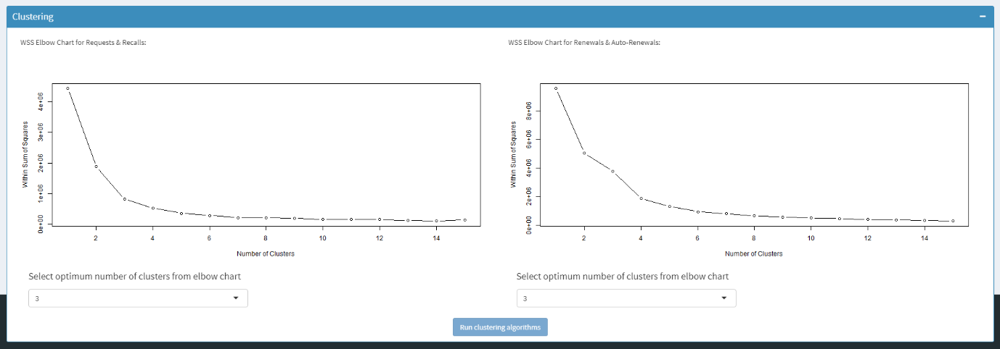 Clustering
WSS Elbow Chart for Requests & Recalls:
Within Sum of Squares
4e+06
3e+06
2e+06
1e+06
0e+00
2 4 6 8 10 12 14
Number of Clusters
Select optimum number of clusters from elbow chart
3
WSS Elbow Chart for Renewals & Auto-Renewals:
Within Sum of Squares
8e+06
6e+06
4e+06
2e+06
0e+00
2 4 6 8 10 12 14
Number of Clusters
Select optimum number of clusters from elbow chart
3
Run clustering algorithms